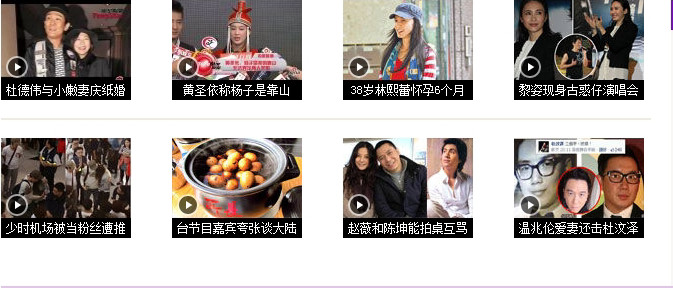 杜德伟与小嫩妻庆纸婚
黄圣依称杨子是靠山
38岁林熙蕾怀孕6个月
黎姿现身古惑仔演唱会
少时机场被当粉丝遭推
台节目嘉宾夸张谈大陆
赵薇和陈坤能拍桌互骂
温兆伦爱妻还击杜汶泽